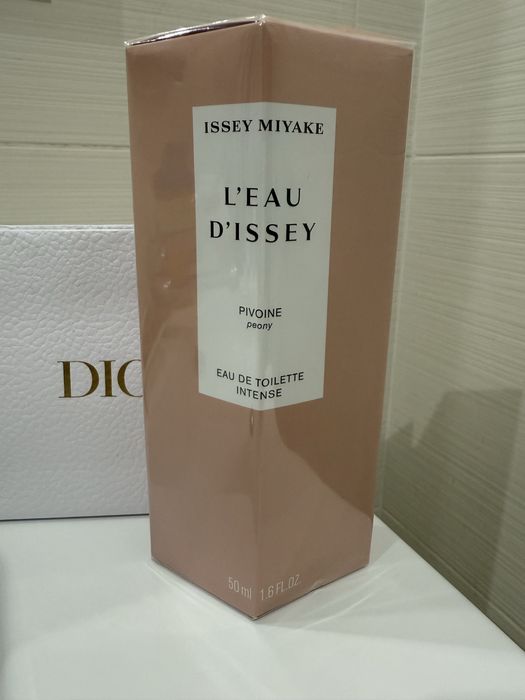 ISSEY MIYAKE
L'EAU
D'ISSEY
PIVOINE
peony
EAU DE TOILETTE
INTENSE
50 ml 1.6 FL.OZ.
DIO